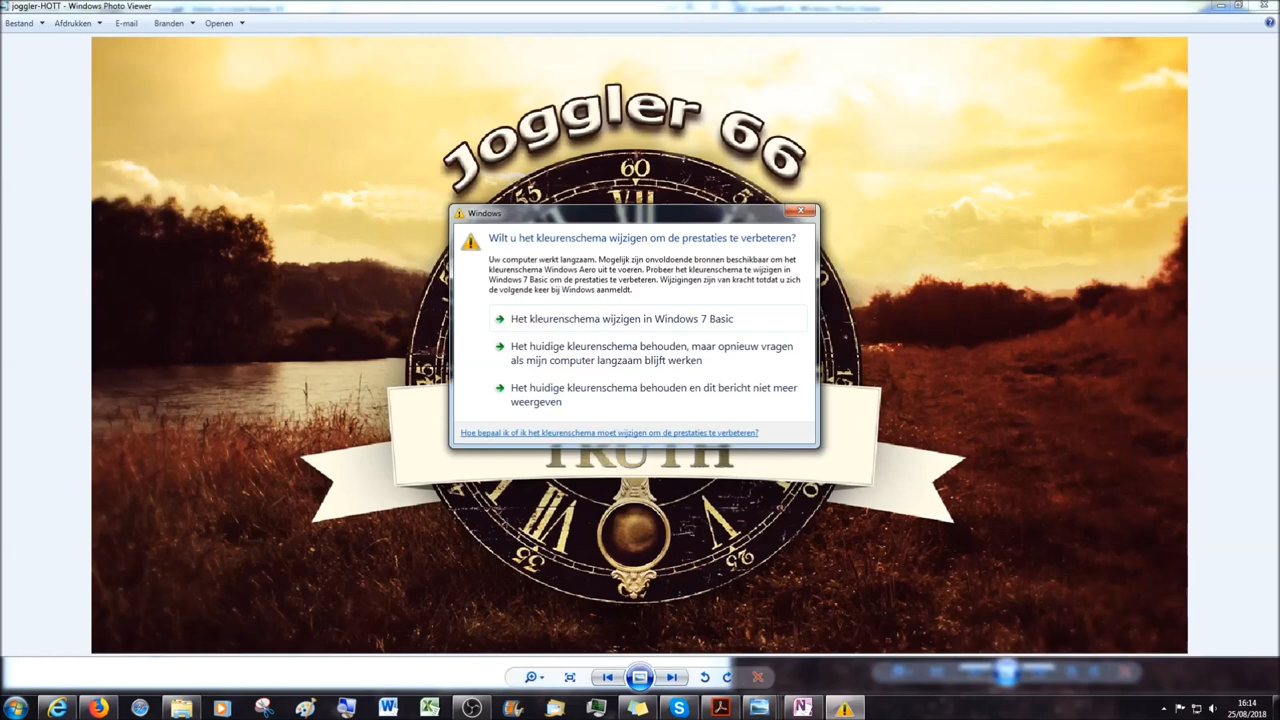 joggler-HOTT - Windows Photo Viewer
Bestand Afdrukken E-mail Branden Openen
Joggler 66
60
55
VII
Windows
Wilt u het kleurenschema wijzigen om de prestaties te verbeteren?
Uw computer werkt langzaam. Mogelijk zijn onvoldoende bronnen beschikbaar om het
kleurenschema Windows Aero uit te voeren. Probeer het kleurenschema te wijzigen in
Windows 7 Basic om de prestaties te verbeteren. Wijzigingen zijn van kracht totdat u zich
de volgende keer bij Windows aanmeldt.
Het kleurenschema wijzigen in Windows 7 Basic
Het huidige kleurenschema behouden, maar opnieuw vragen
als mijn computer langzaam blijft werken
Het huidige kleurenschema behouden en dit bericht niet meer
weergeven
Hoe bepaal ik of ik het kleurenschema moet wijzigen om de prestaties te verbeteren?
TRUTH
35
25
16:14
25/08/2018